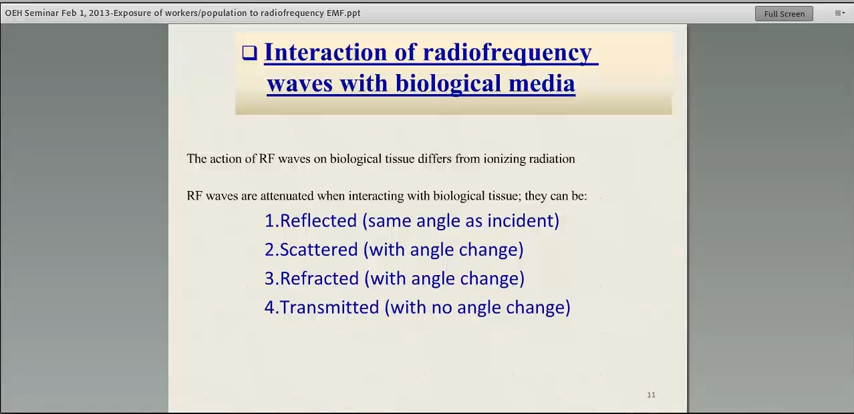 OEH Seminar Feb 1, 2013-Exposure of workers/population to radiofrequency EMF.ppt
Full Screen
Interaction of radiofrequency
waves with biological media
The action of RF waves on biological tissue differs from ionizing radiation
RF waves are attenuated when interacting with biological tissue; they can be:
1.Reflected (same angle as incident)
2.Scattered (with angle change)
3.Refracted (with angle change)
4.Transmitted (with no angle change)
11